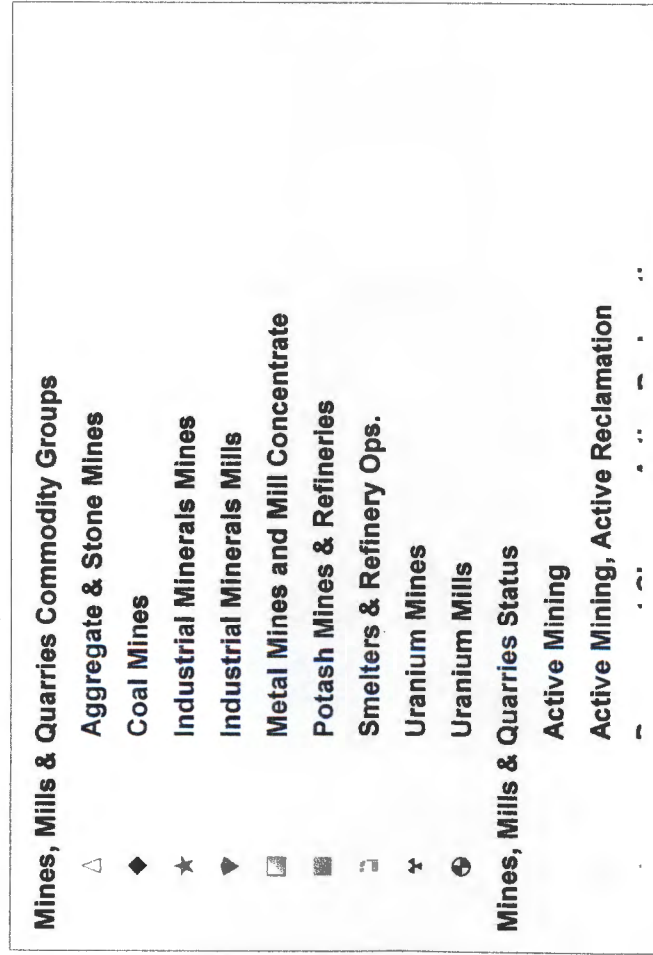 Mines, Mills & Quarries Commodity Groups
Aggregate & Stone Mines
Coal Mines
Industrial Minerals Mines
Industrial Minerals Mills
Metal Mines and Mill Concentrate
Potash Mines & Refineries
Smelters & Refinery Ops.
Uranium Mines
Uranium Mills
Mines, Mills & Quarries Status
Active Mining
Active Mining, Active Reclamation